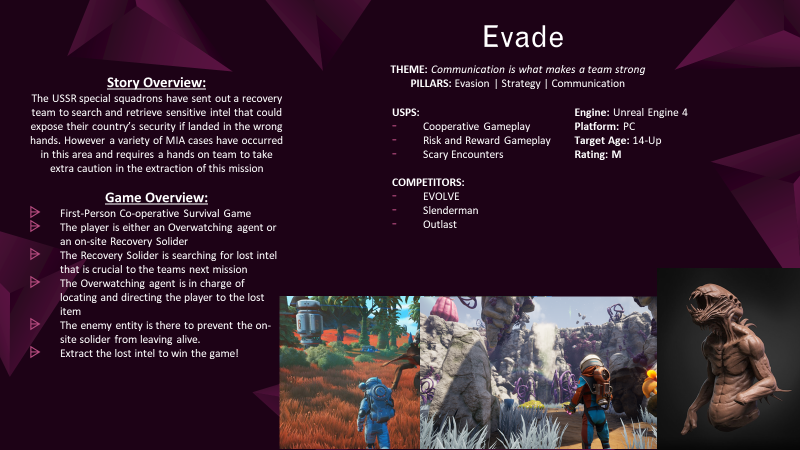 Evade
THEME: Communication is what makes a team strong
PILLARS: Evasion | Strategy | Communication
Story Overview:
The USSR special squadrons have sent out a recovery
team to search and retrieve sensitive intel that could
expose their country's security if landed in the wrong
hands. However a variety of MIA cases have occurred
in this area and requires a hands on team to take
extra caution in the extraction of this mission
Game Overview:
First-Person Co-operative Survival Game
The player is either an Overwatching agent or
an on-site Recovery Solider
The Recovery Solider is searching for lost intel
that is crucial to the teams next mission
The Overwatching agent is in charge of
locating and directing the player to the lost
item
The enemy entity is there to prevent the on-
site solider from leaving alive.
Extract the lost intel to win the game!
USPS:
- Cooperative Gameplay
- Risk and Reward Gameplay
- Scary Encounters
COMPETITORS:
- EVOLVE
- Slenderman
- Outlast
Engine: Unreal Engine 4
Platform: PC
Target Age: 14-Up
Rating: M